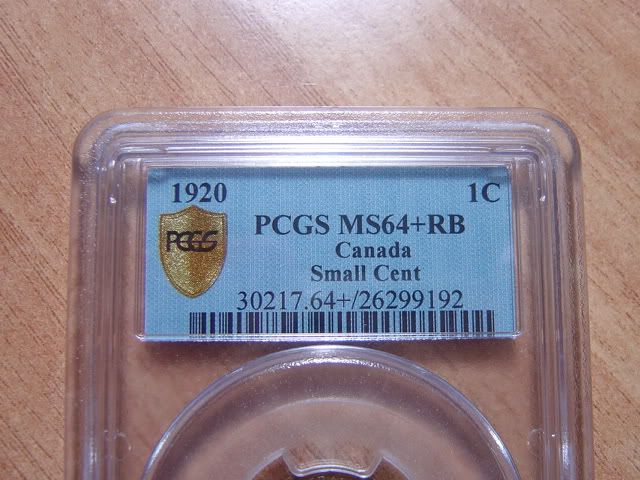 1920 1C
PCGS
PCGS MS64+RB
Canada
Small Cent
30217.64+/26299192